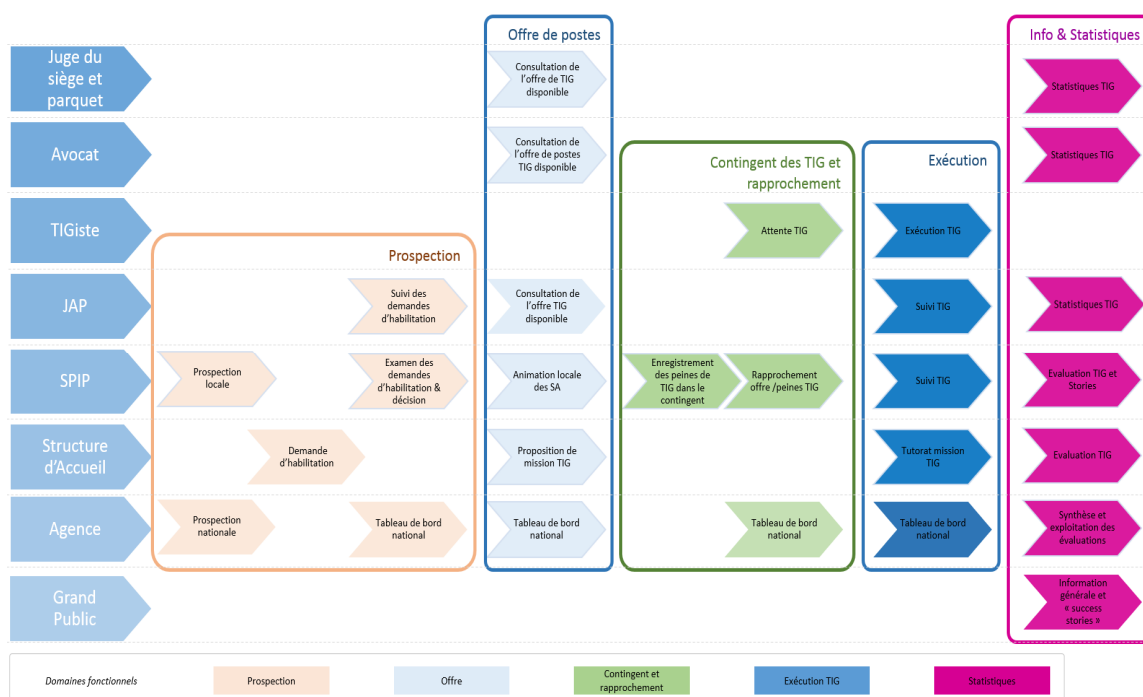 Offre de postes
Info & Statistiques
Juge du
siège et
parquet
Consultation de
l'offre de TIG
disponible
Statistiques TIG
Avocat
Consultation de
l'offre de postes
TIG disponible
Statistiques TIG
Contingent des TIG et
rapprochement
Exécution
TIGiste
Attente TIG
Exécution TIG
Prospection
JAP
Suivi des
demandes
d'habilitation
Consultation de
l'offre TIG
disponible
Suivi TIG
Statistiques TIG
SPIP
Prospection
locale
Examen des
demandes
d'habilitation &
décision
Animation locale
des SA
Enregistrement
des peines de
TIG dans le
contingent
Rapprochement
offre /peines TIG
Suivi TIG
Evaluation TIG et
Stories
Structure
d'Accueil
Demande
d'habilitation
Proposition de
mission TIG
Tutorat mission
TIG
Evaluation TIG
Agence
Prospection
nationale
Tableau de bord
national
Tableau de bord
national
Tableau de bord
national
Tableau de bord
national
Synthèse et
exploitation des
évaluations
Grand
Public
Information
générale et
« success
stories »
Domaines fonctionnels
Prospection
Offre
Contingent et
rapprochement
Exécution TIG
Statistiques